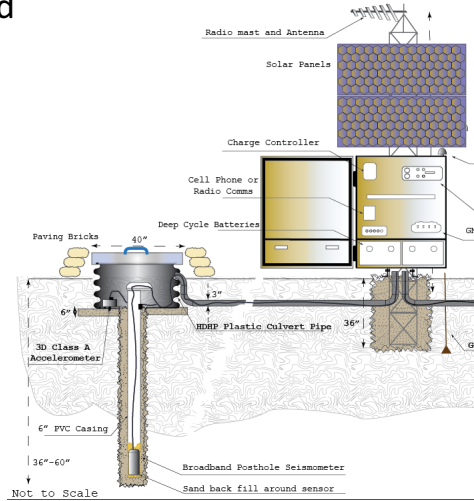 d
Radio mast and Antenna
Solar Panels
Charge Controller
Cell Phone or
Radio Comms
Deep Cycle Batteries
GN
Paving Bricks
40"
3"
6"
HDHP Plastic Culvert Pipe
36"
3D Class A
Accelerometer
G
6" PVC Casing
36"-60"
Broadband Posthole Seismometer
Sand back fill around sensor
Not to Scale